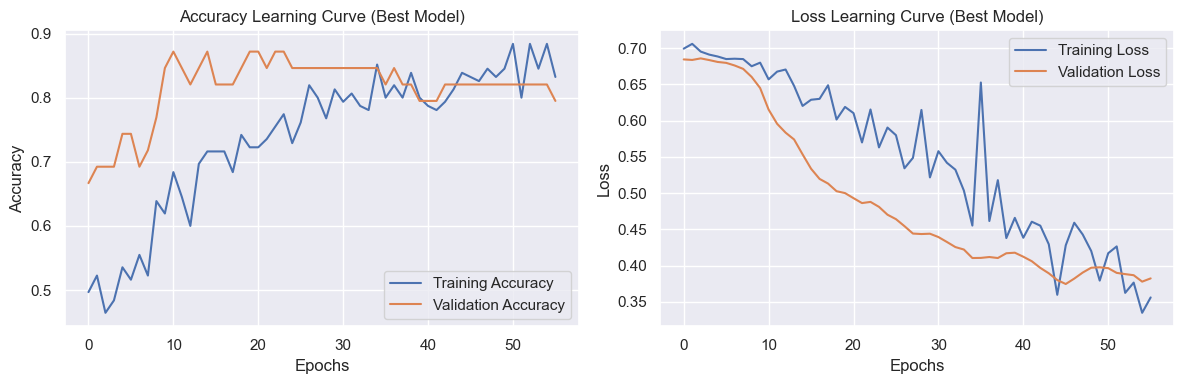 Accuracy Learning Curve (Best Model)
0.9
0.8
0.7
0.6
0.5
Accuracy
0 10 20 30 40 50
Epochs
Training Accuracy
Validation Accuracy
Loss Learning Curve (Best Model)
0.70
0.65
0.60
0.55
0.50
0.45
0.40
0.35
Loss
0 10 20 30 40 50
Epochs
Training Loss
Validation Loss